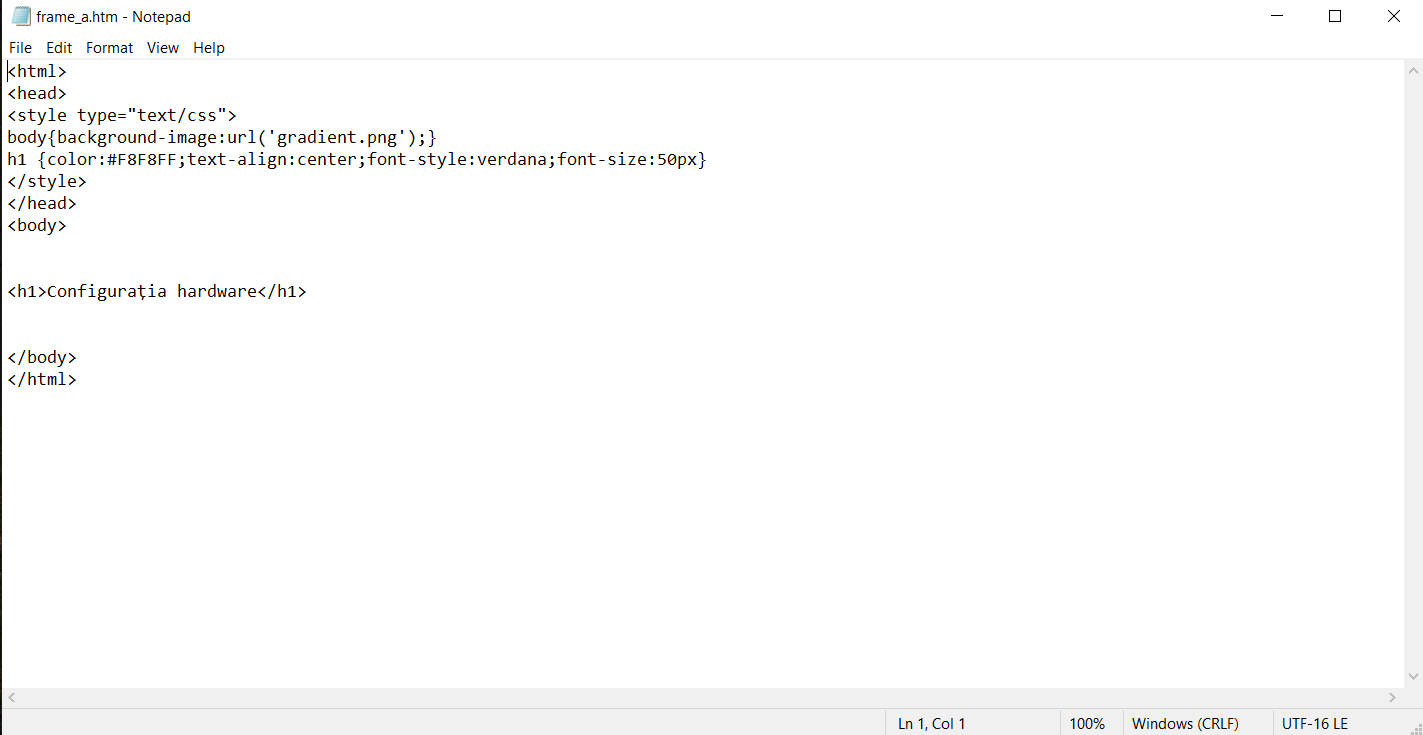 frame_a.htm - Notepad
File Edit Format View Help
<html>
<head>
<style type="text/css">
body{background-image:url('gradient.png');}
h1 {color:#F8F8FF;text-align:center;font-style:verdana;font-size:50px}
</style>
</head>
<body>
<h1>Configurația hardware</h1>
</body>
</html>
Ln 1, Col 1 100% Windows (CRLF) UTF-16 LE